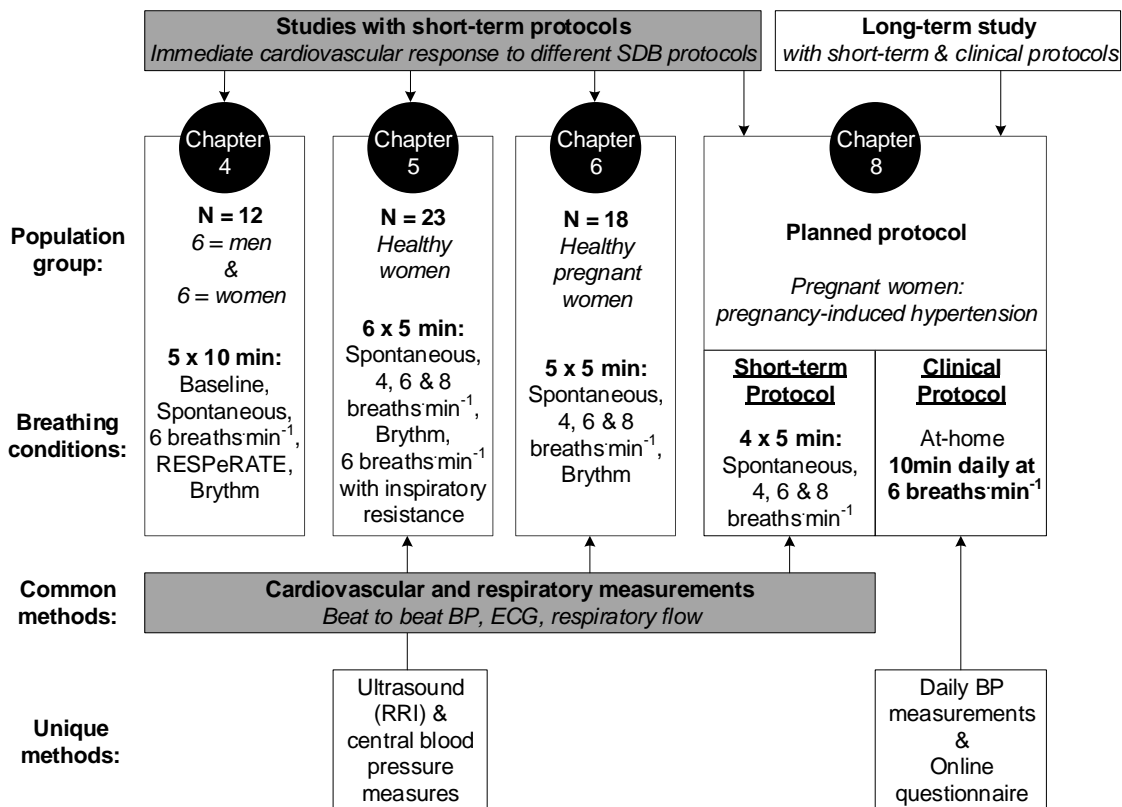 Studies with short-term protocols
Immediate cardiovascular response to different SDB protocols
Long-term study
with short-term & clinical protocols
Chapter
4
Chapter
5
Chapter
6
Chapter
8
Population
group:
N = 12
6 = men
&
6 = women
N = 23
Healthy
women
N = 18
Healthy
pregnant
women
Planned protocol
Pregnant women:
pregnancy-induced hypertension
Breathing
conditions:
5 x 10 min:
Baseline,
Spontaneous,
6 breaths·min⁻¹,
RESPeRATE,
Brythm
6 x 5 min:
Spontaneous,
4, 6 & 8
breaths·min⁻¹,
Brythm,
6 breaths·min⁻¹
with inspiratory
resistance
5 x 5 min:
Spontaneous,
4, 6 & 8
breaths·min⁻¹,
Brythm
Short-term
Protocol
4 x 5 min:
Spontaneous,
4, 6 & 8
breaths·min⁻¹
Clinical
Protocol
At-home
10min daily at
6 breaths·min⁻¹
Common
methods:
Cardiovascular and respiratory measurements
Beat to beat BP, ECG, respiratory flow
Unique
methods:
Ultrasound
(RRI) &
central blood
pressure
measures
Daily BP
measurements
&
Online
questionnaire